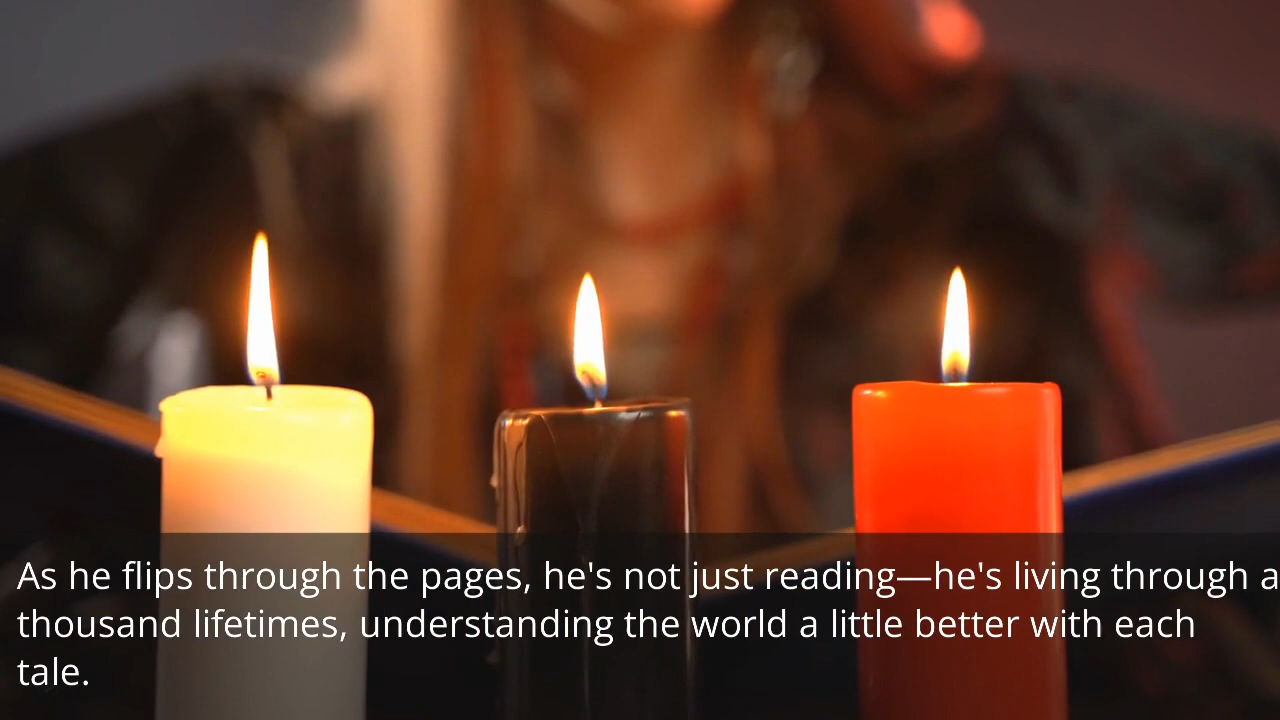 As he flips through the pages, he's not just reading—he's living through a
thousand lifetimes, understanding the world a little better with each
tale.